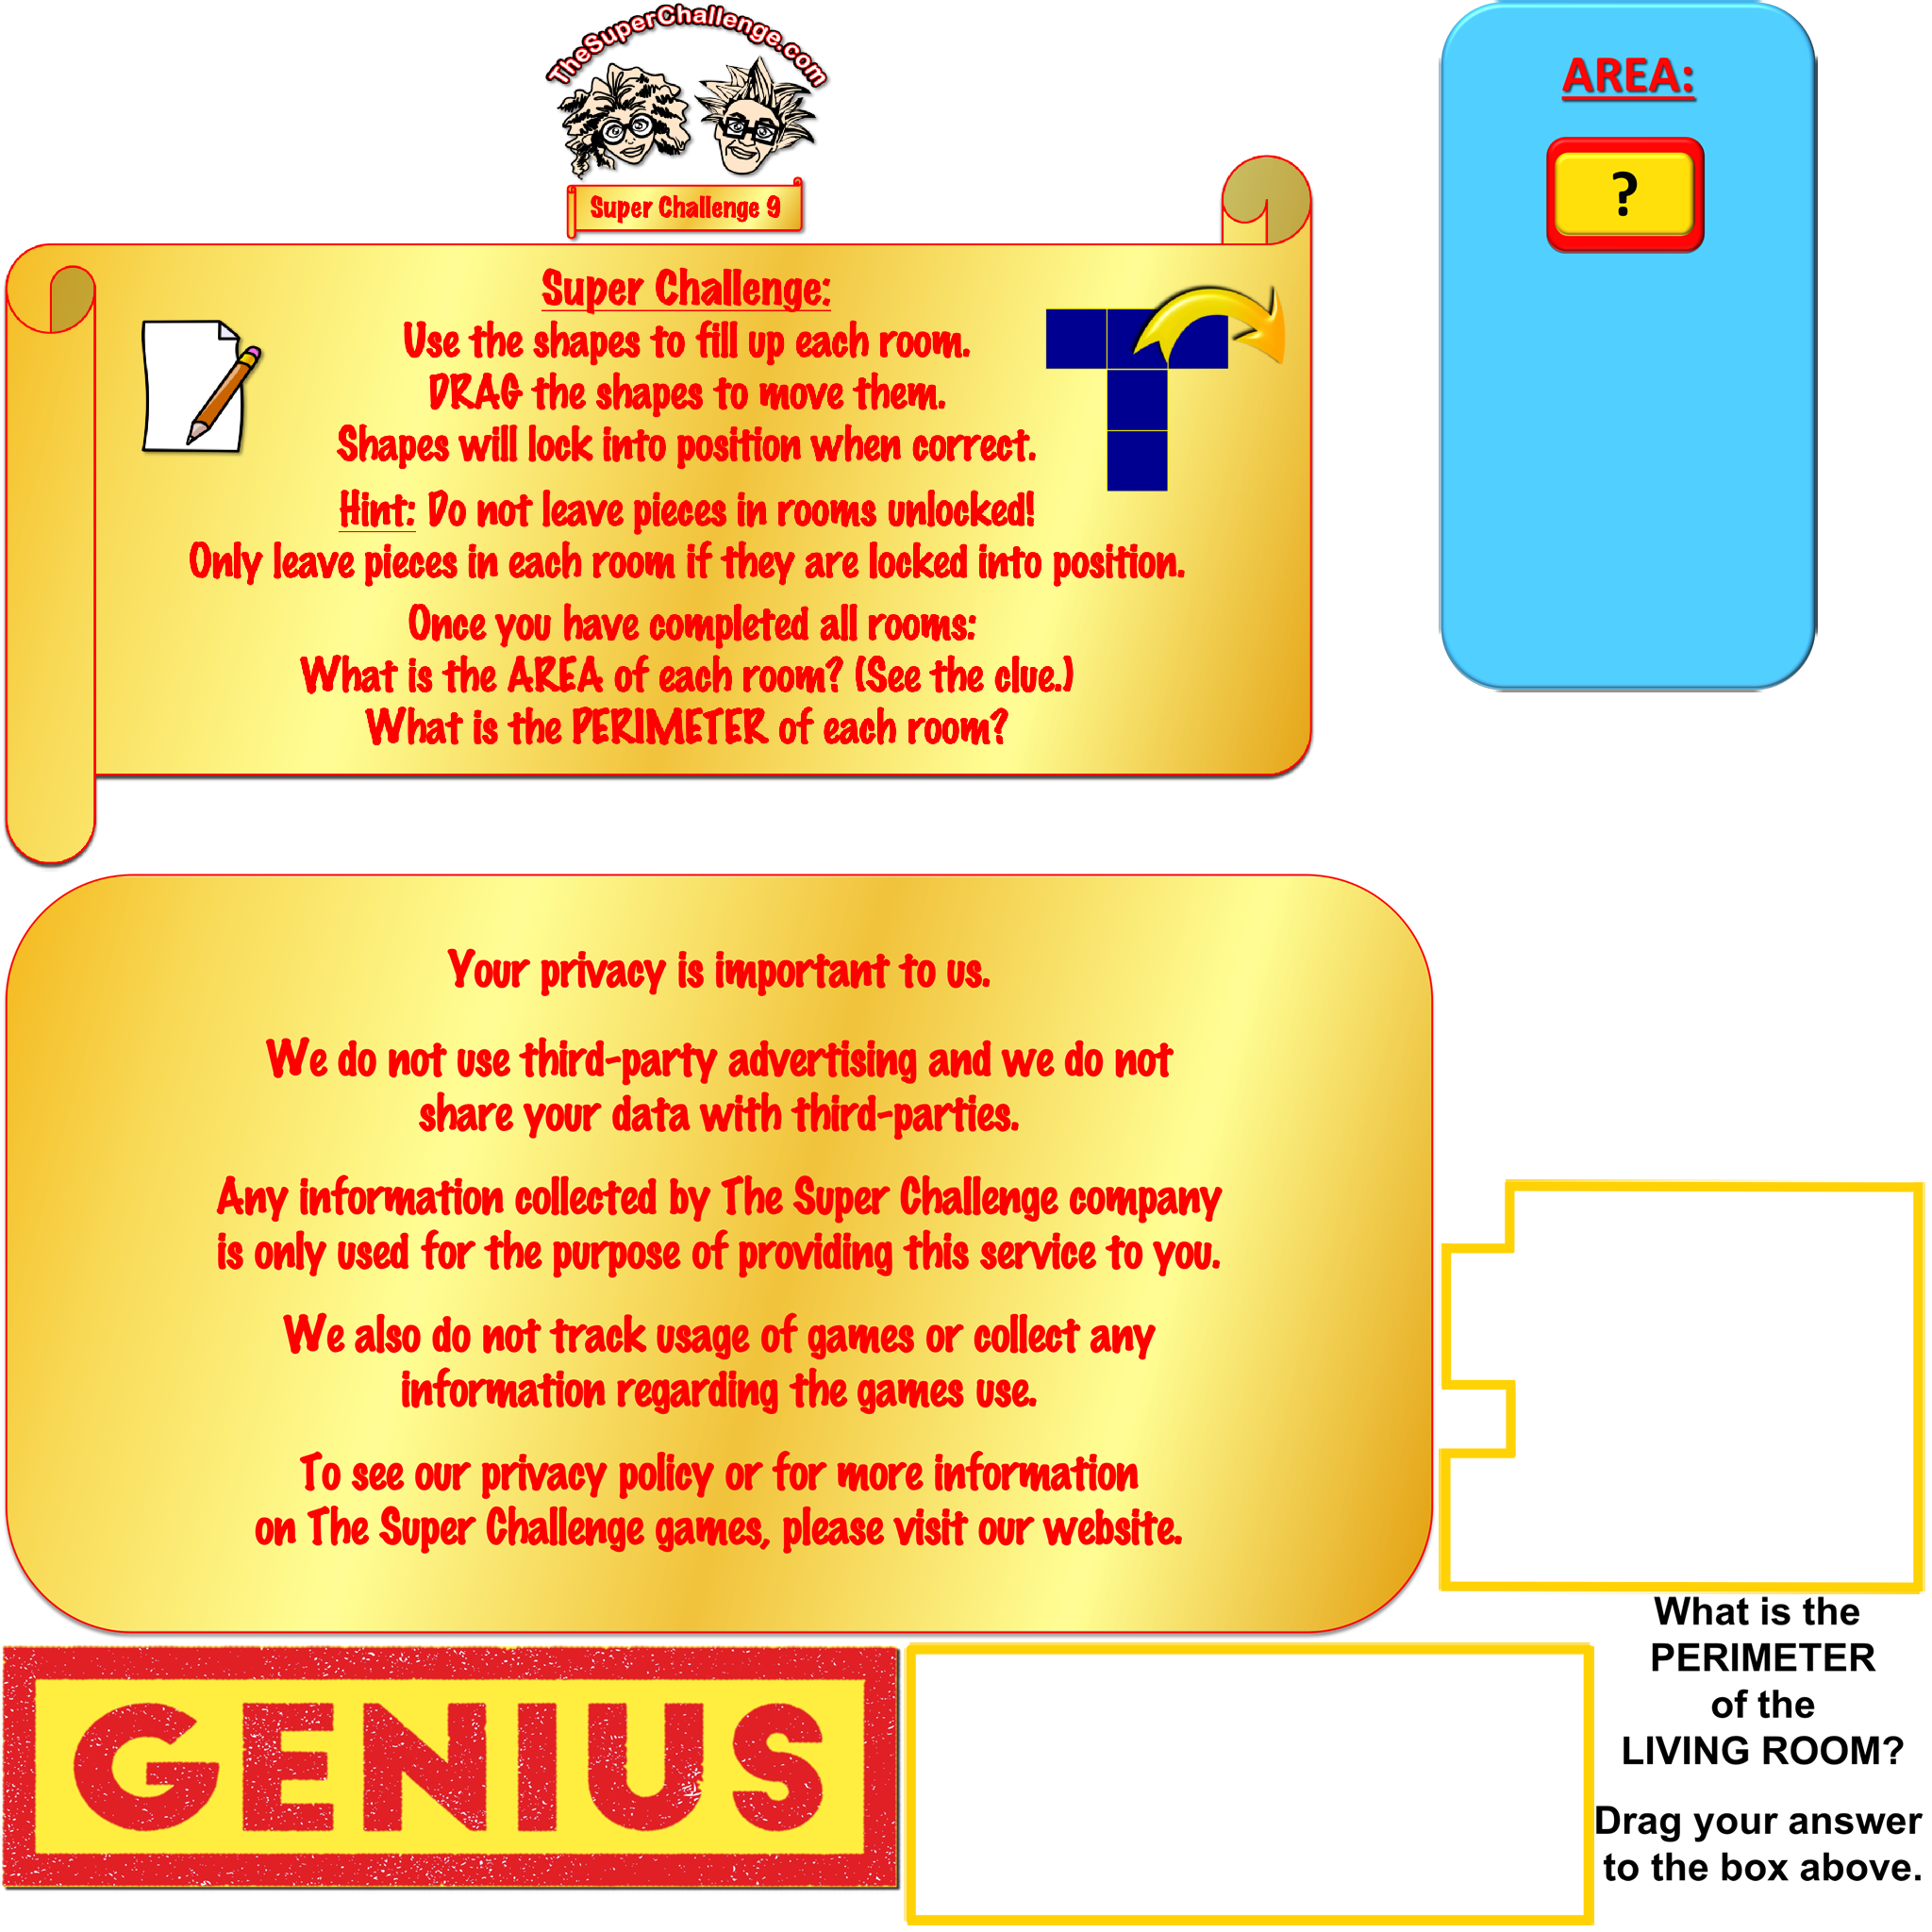 TheSuperChallenge.com
Super Challenge 9
Super Challenge:
Use the shapes to fill up each room.
DRAG the shapes to move them.
Shapes will lock into position when correct.
Hint: Do not leave pieces in rooms unlocked!
Only leave pieces in each room if they are locked into position.
Once you have completed all rooms:
What is the AREA of each room? (See the clue.)
What is the PERIMETER of each room?
AREA:
?
Your privacy is important to us.
We do not use third-party advertising and we do not
share your data with third-parties.
Any information collected by The Super Challenge company
is only used for the purpose of providing this service to you.
We also do not track usage of games or collect any
information regarding the games use.
To see our privacy policy or for more information
on The Super Challenge games, please visit our website.
GENIUS
What is the
PERIMETER
of the
LIVING ROOM?
Drag your answer
to the box above.